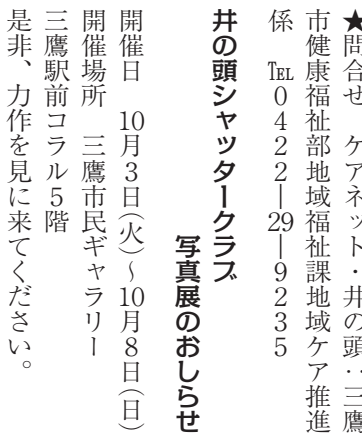 ★問合せ　ケアネット・井の頭：三鷹
市健康福祉部地域福祉課地域ケア推進
係　℡0422―29―9235
井の頭シャッタークラブ
写真展のおしらせ
開催日　10月3日(火)～10月8日(日)
開催場所　三鷹市民ギャラリー
三鷹駅前コラル5階
是非、力作を見に来てください。